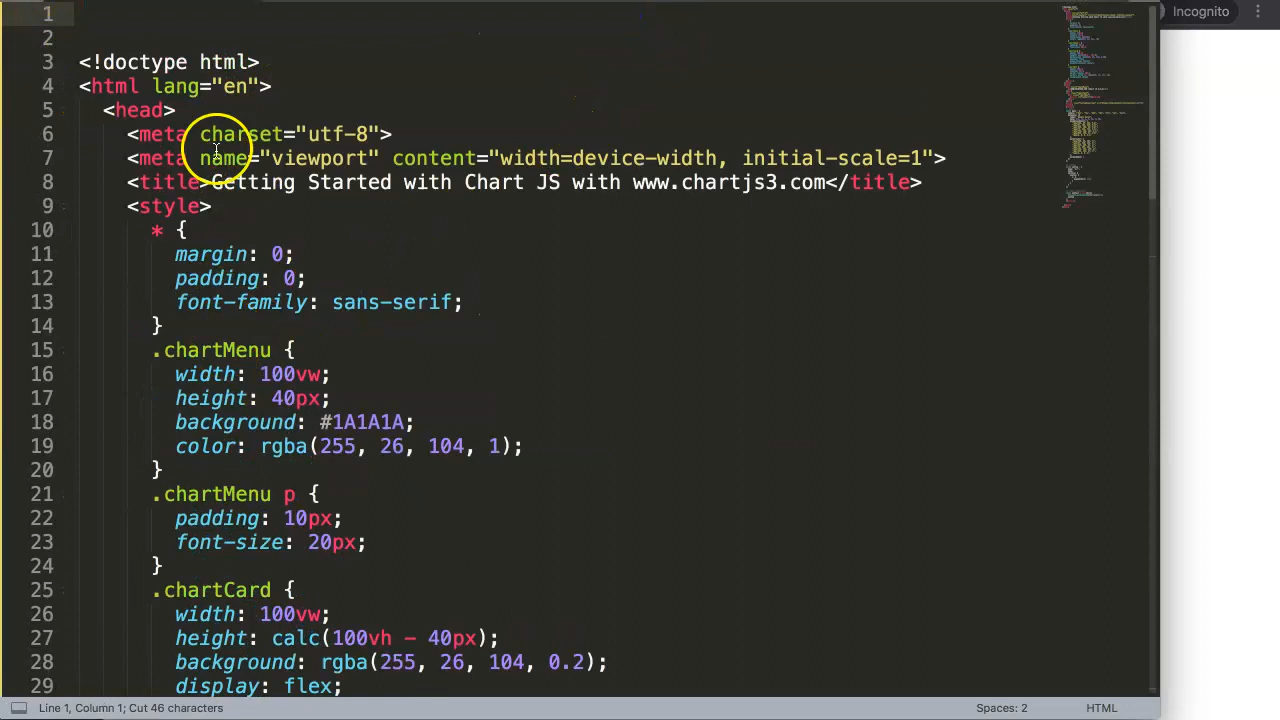 Incognito
1
2
3 <!doctype html>
4 <html lang="en">
5 <head>
6 <meta charset="utf-8">
7 <meta name="viewport" content="width=device-width, initial-scale=1">
8 <title>Getting Started with Chart JS with www.chartjs3.com</title>
9 <style>
10 * {
11 margin: 0;
12 padding: 0;
13 font-family: sans-serif;
14 }
15 .chartMenu {
16 width: 100vw;
17 height: 40px;
18 background: #1A1A1A;
19 color: rgba(255, 26, 104, 1);
20 }
21 .chartMenu p {
22 padding: 10px;
23 font-size: 20px;
24 }
25 .chartCard {
26 width: 100vw;
27 height: calc(100vh - 40px);
28 background: rgba(255, 26, 104, 0.2);
29 display: flex;
Line 1, Column 1; Cut 46 characters Spaces: 2 HTML